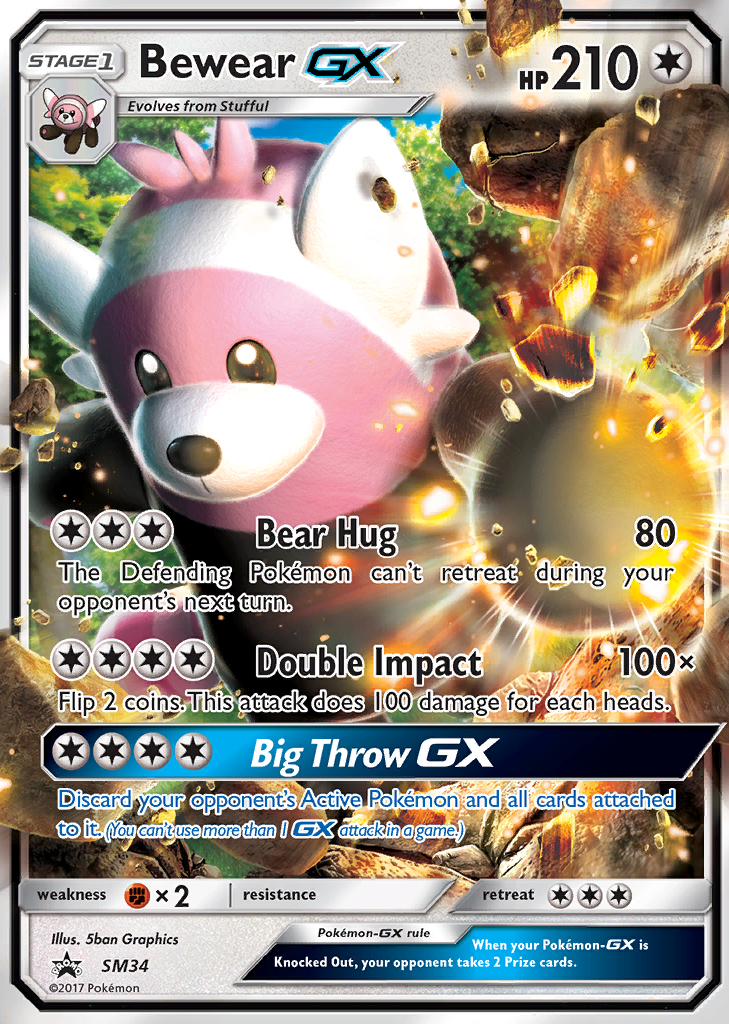 STAGE1 Bewear GX HP210
Evolves from Stufful
Bear Hug 80
The Defending Pokémon can't retreat during your
opponent's next turn.
Double Impact 100×
Flip 2 coins. This attack does 100 damage for each heads.
Big Throw GX
Discard your opponent's Active Pokémon and all cards attached
to it. (You can't use more than 1 GX attack in a game.)
weakness ×2 resistance retreat
Illus. 5ban Graphics
PROMO SM34
©2017 Pokémon
Pokémon-GX rule
When your Pokémon-GX is
Knocked Out, your opponent takes 2 Prize cards.